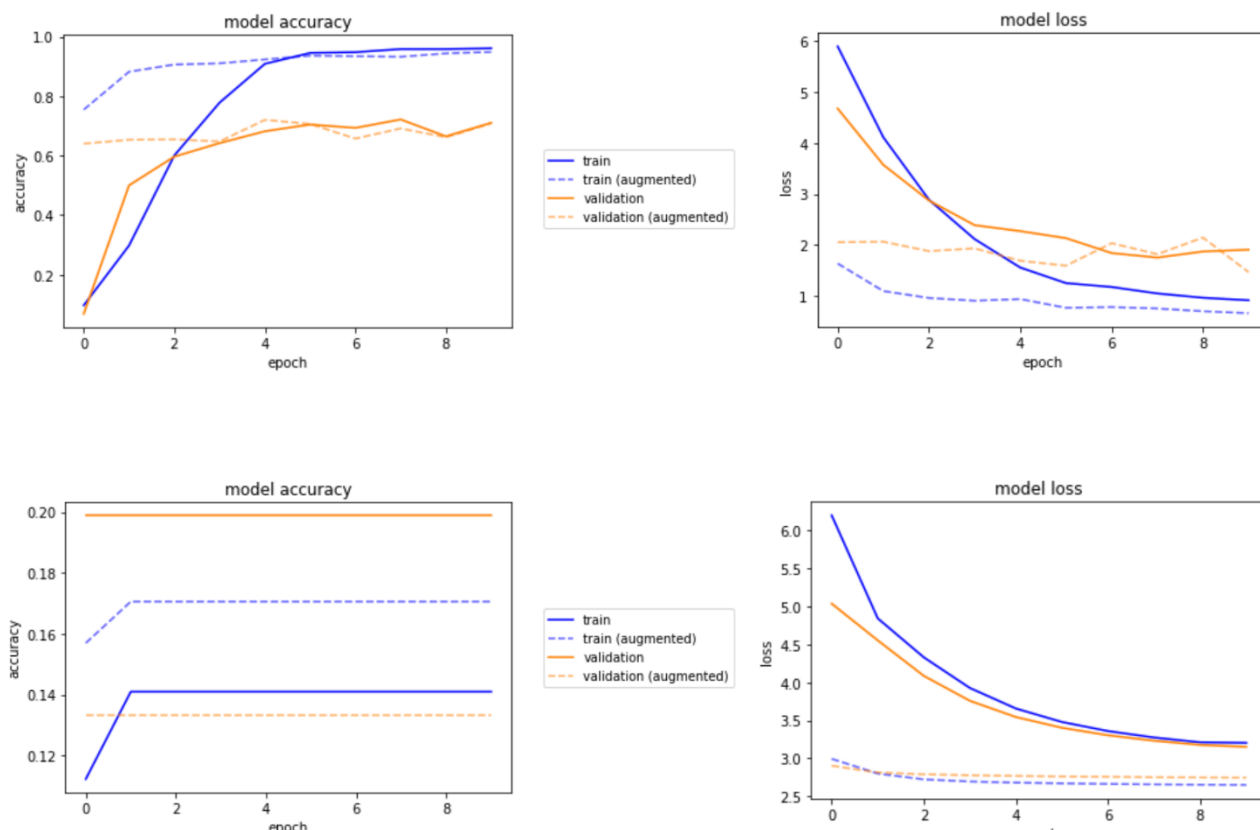 model accuracy
1.0
0.8
0.6
0.4
0.2
accuracy
0 2 4 6 8
epoch
train
train (augmented)
validation
validation (augmented)
model loss
6
5
4
3
2
1
loss
0 2 4 6 8
epoch
model accuracy
0.20
0.18
0.16
0.14
0.12
accuracy
0 2 4 6 8
epoch
train
train (augmented)
validation
validation (augmented)
model loss
6.0
5.5
5.0
4.5
4.0
3.5
3.0
2.5
loss
0 2 4 6 8